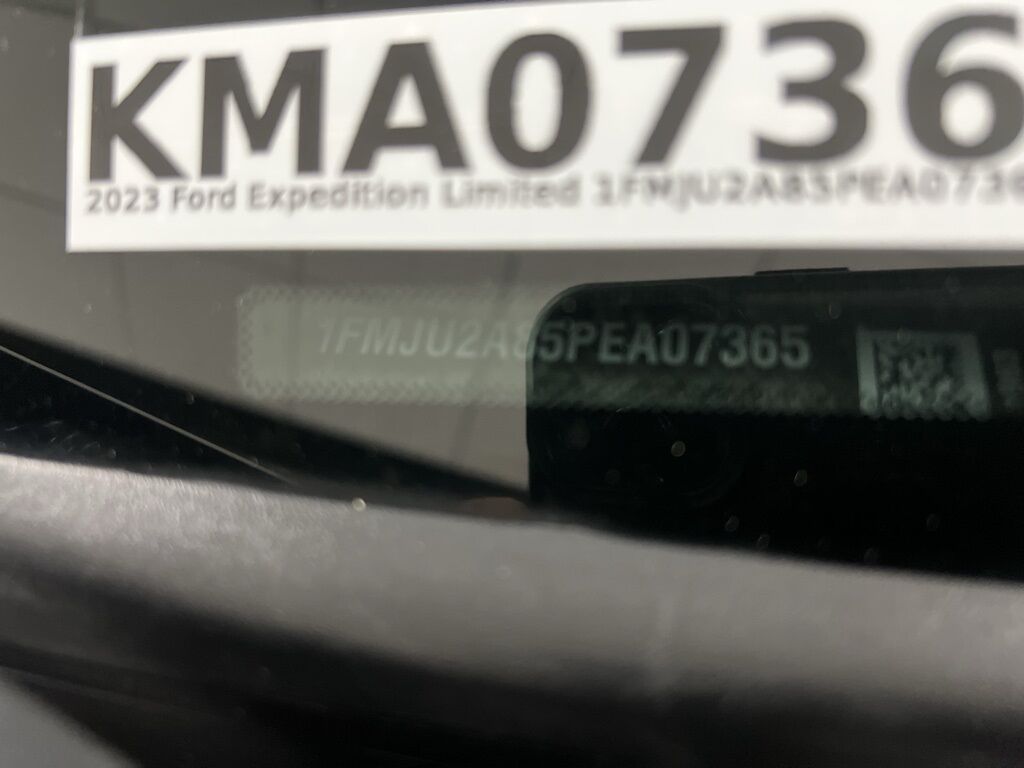 KMA0736
2023 Ford Expedition Limited 1FMJU2A85PEA0736
1FMJU2A85PEA07365